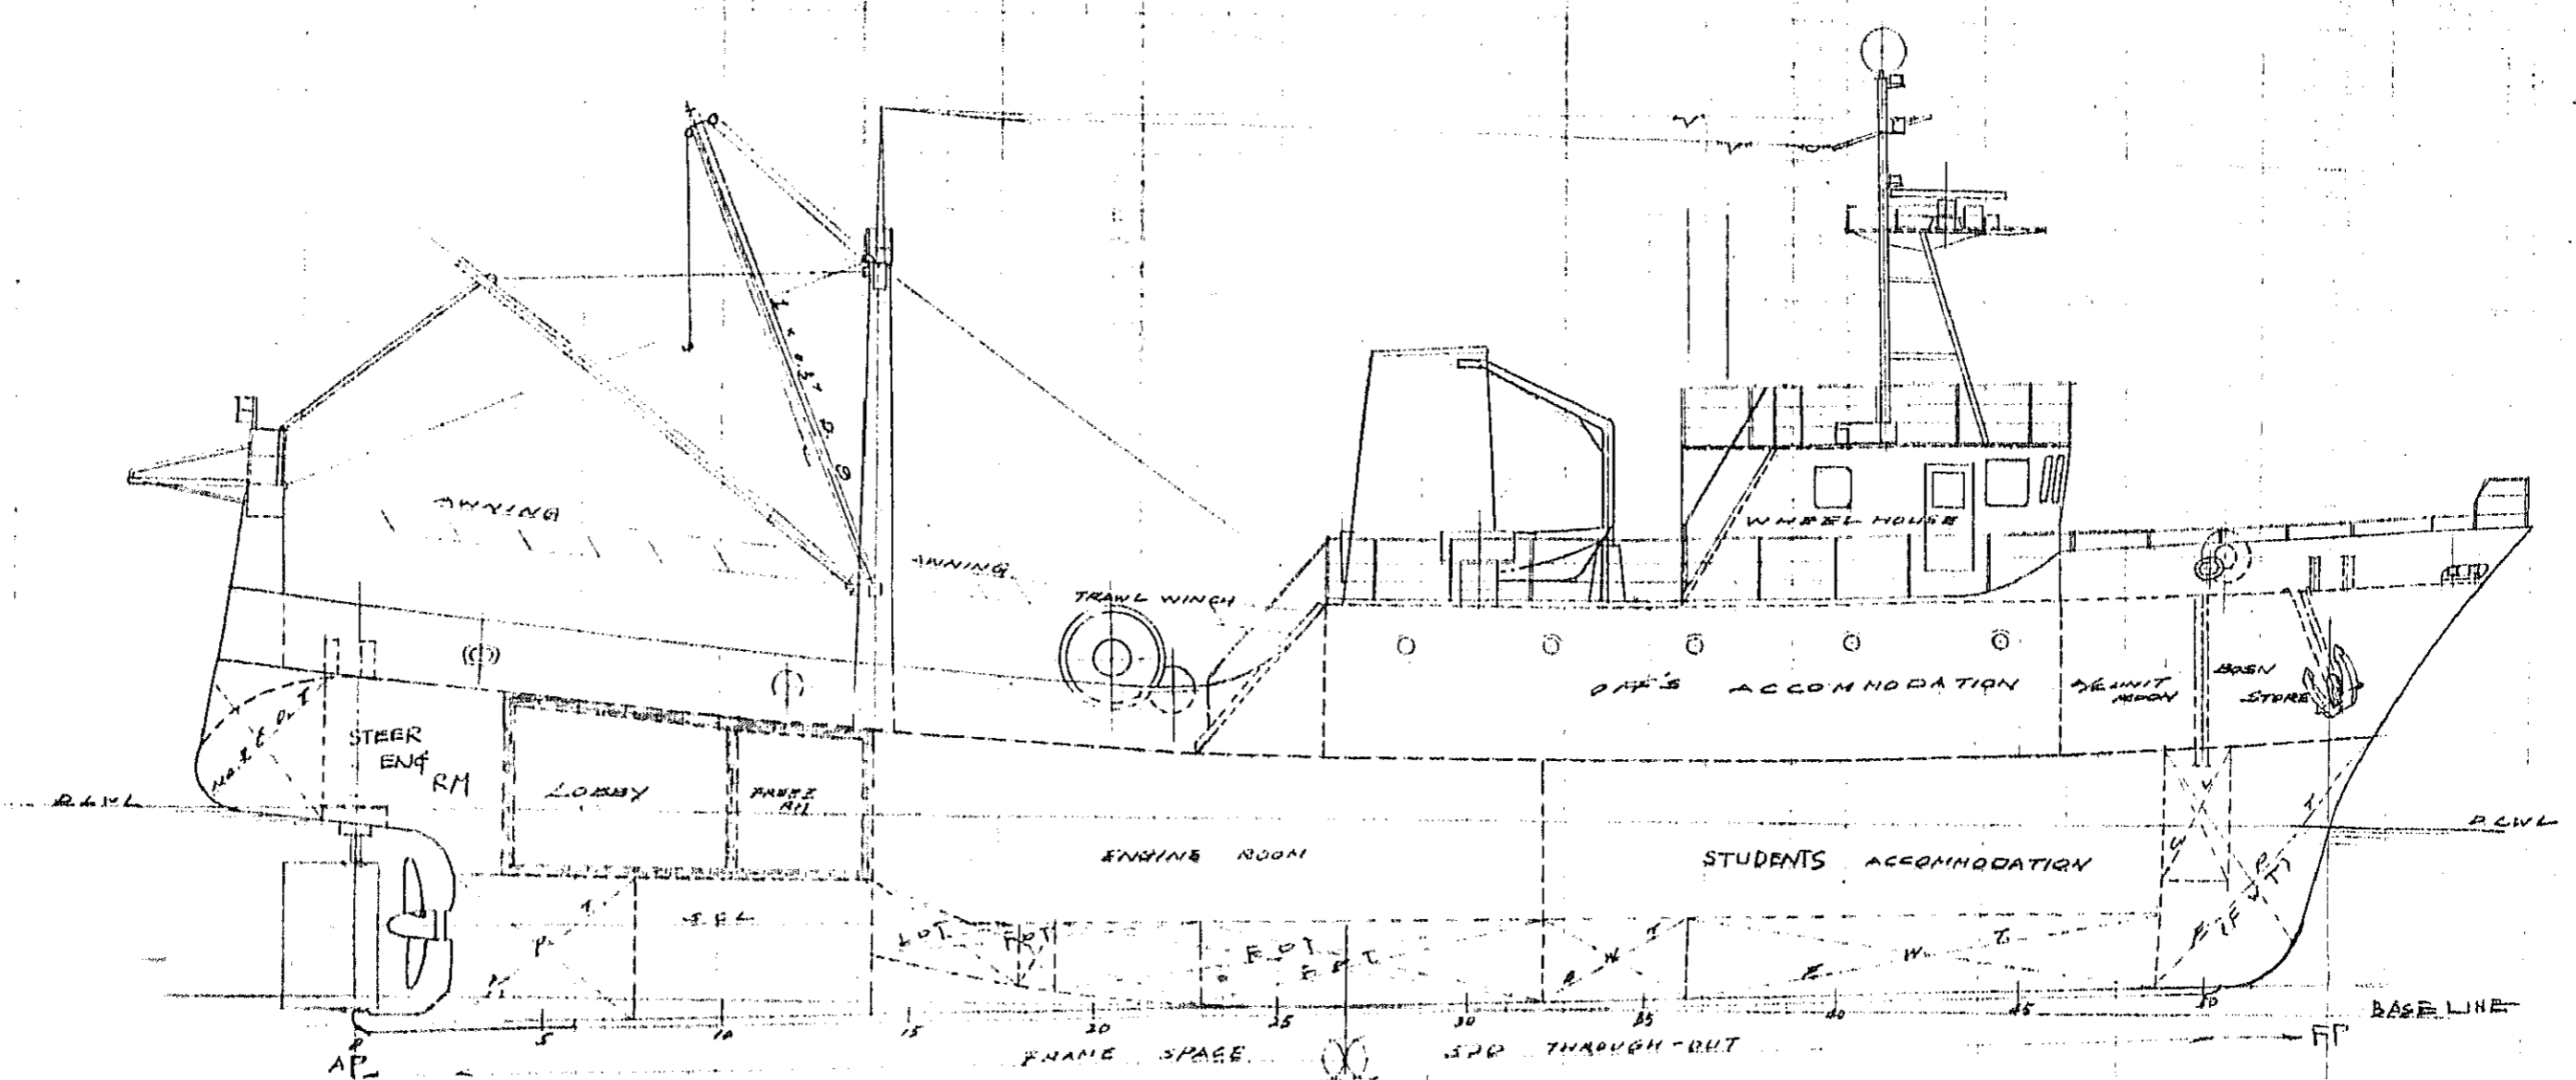 AWNING
AWNING
TRAWL WINCH
WHEEL HOUSE
OFF'S ACCOMMODATION
BOSN
STORE
STEER
ENG
RM
LOBBY
ENGINE ROOM
STUDENTS ACCOMMODATION
D.L.W.L
D.L.W.L
F O T
F.O.T
F W T
F W T
0 5 10 15 20 25 30 35 40 45 50
BASE LINE
AP
FRAME SPACE THROUGH-OUT
FP